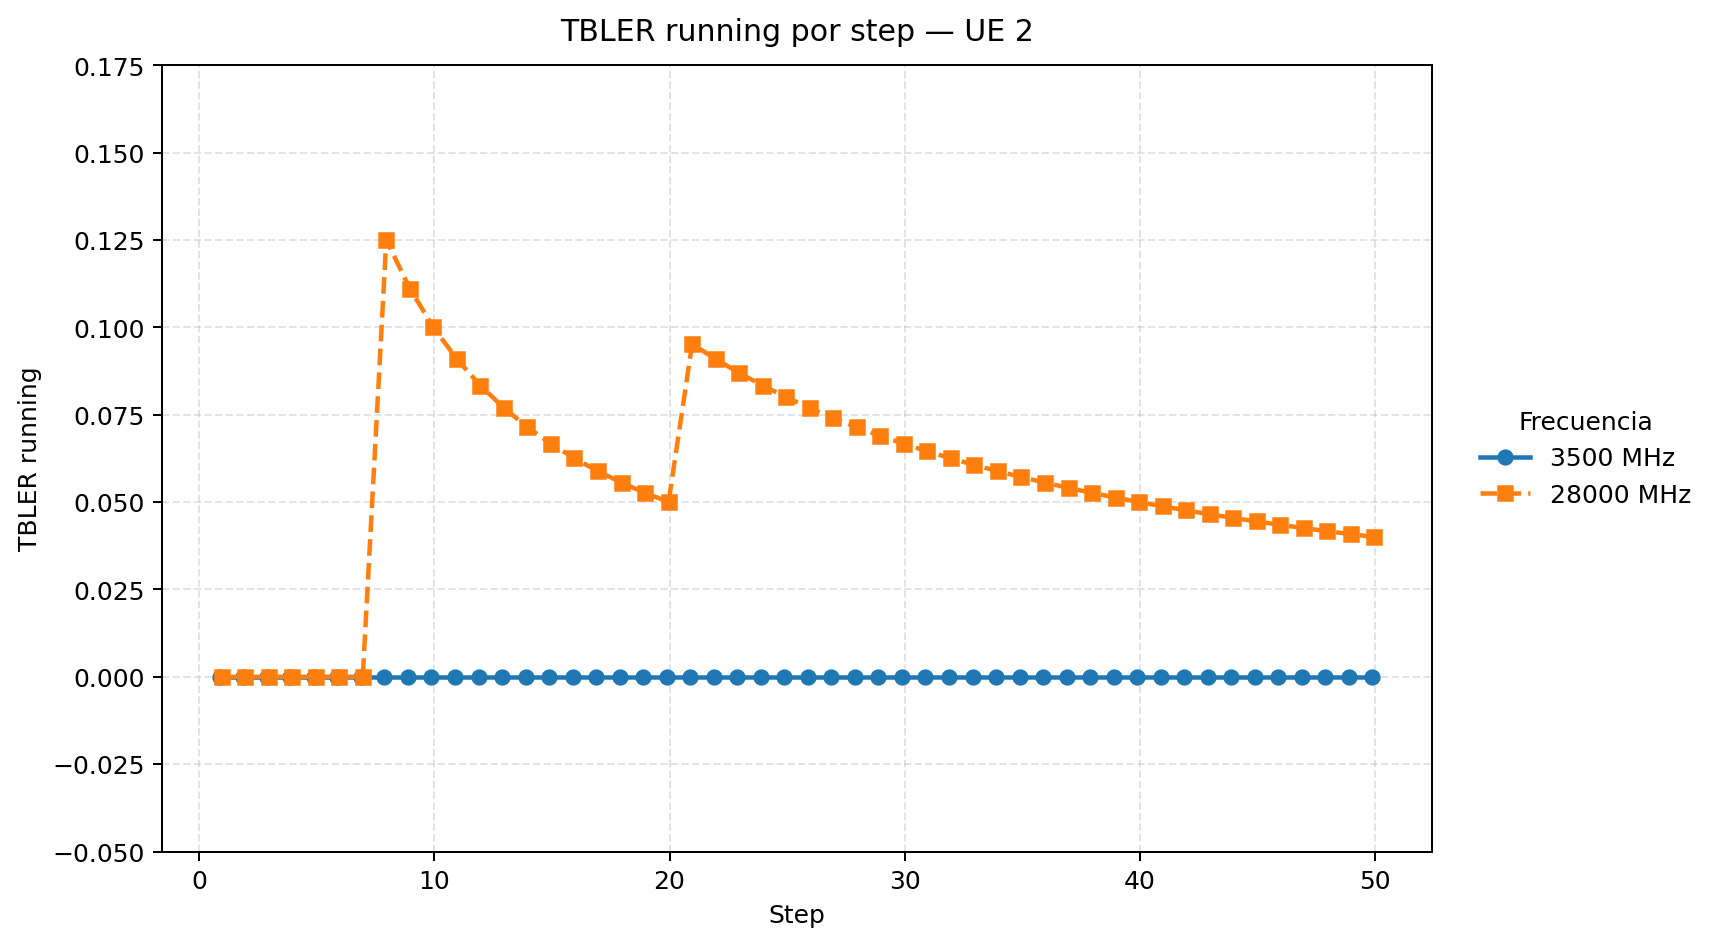 TBLER running por step — UE 2
0.175
0.150
0.125
0.100
0.075
0.050
0.025
0.000
−0.025
−0.050
TBLER running
0 10 20 30 40 50
Step
Frecuencia
3500 MHz
28000 MHz